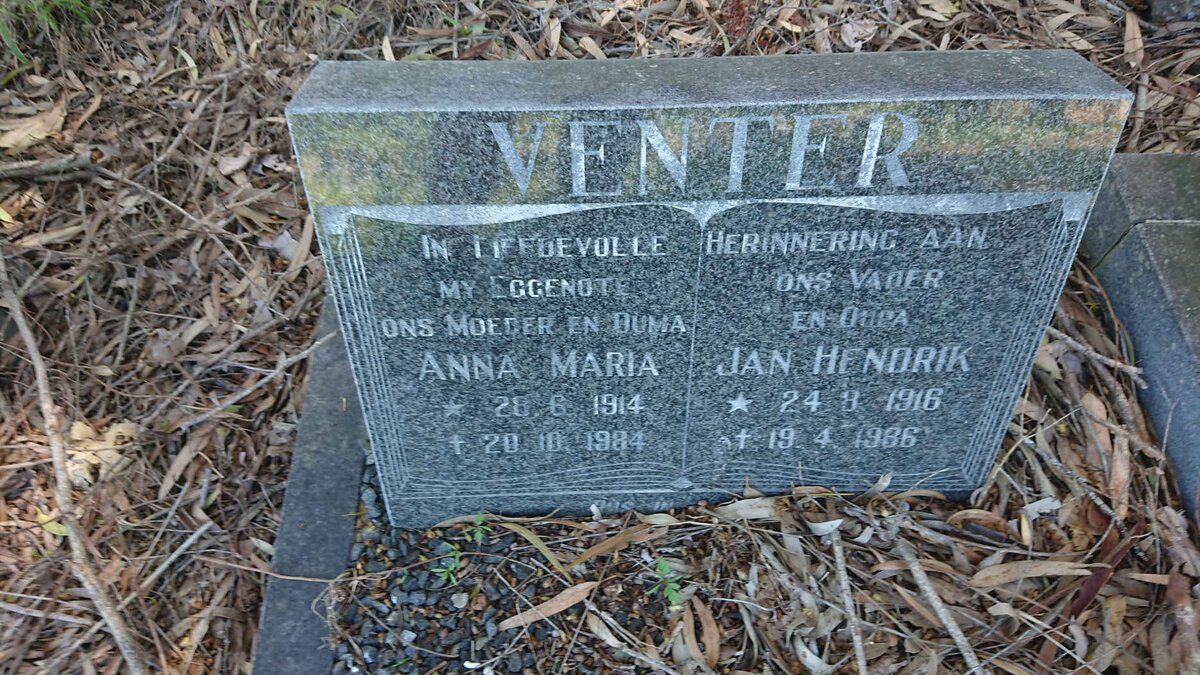 VENTER
IN LIEFDEVOLLE
MY EGGENOTE
ONS MOEDER EN OUMA
ANNA MARIA
★ 26 6 1914
✝ 20 10 1984
HERINNERING AAN
ONS VADER
EN OUPA
JAN HENDRIK
★ 24 9 1916
✝ 19 4 1986